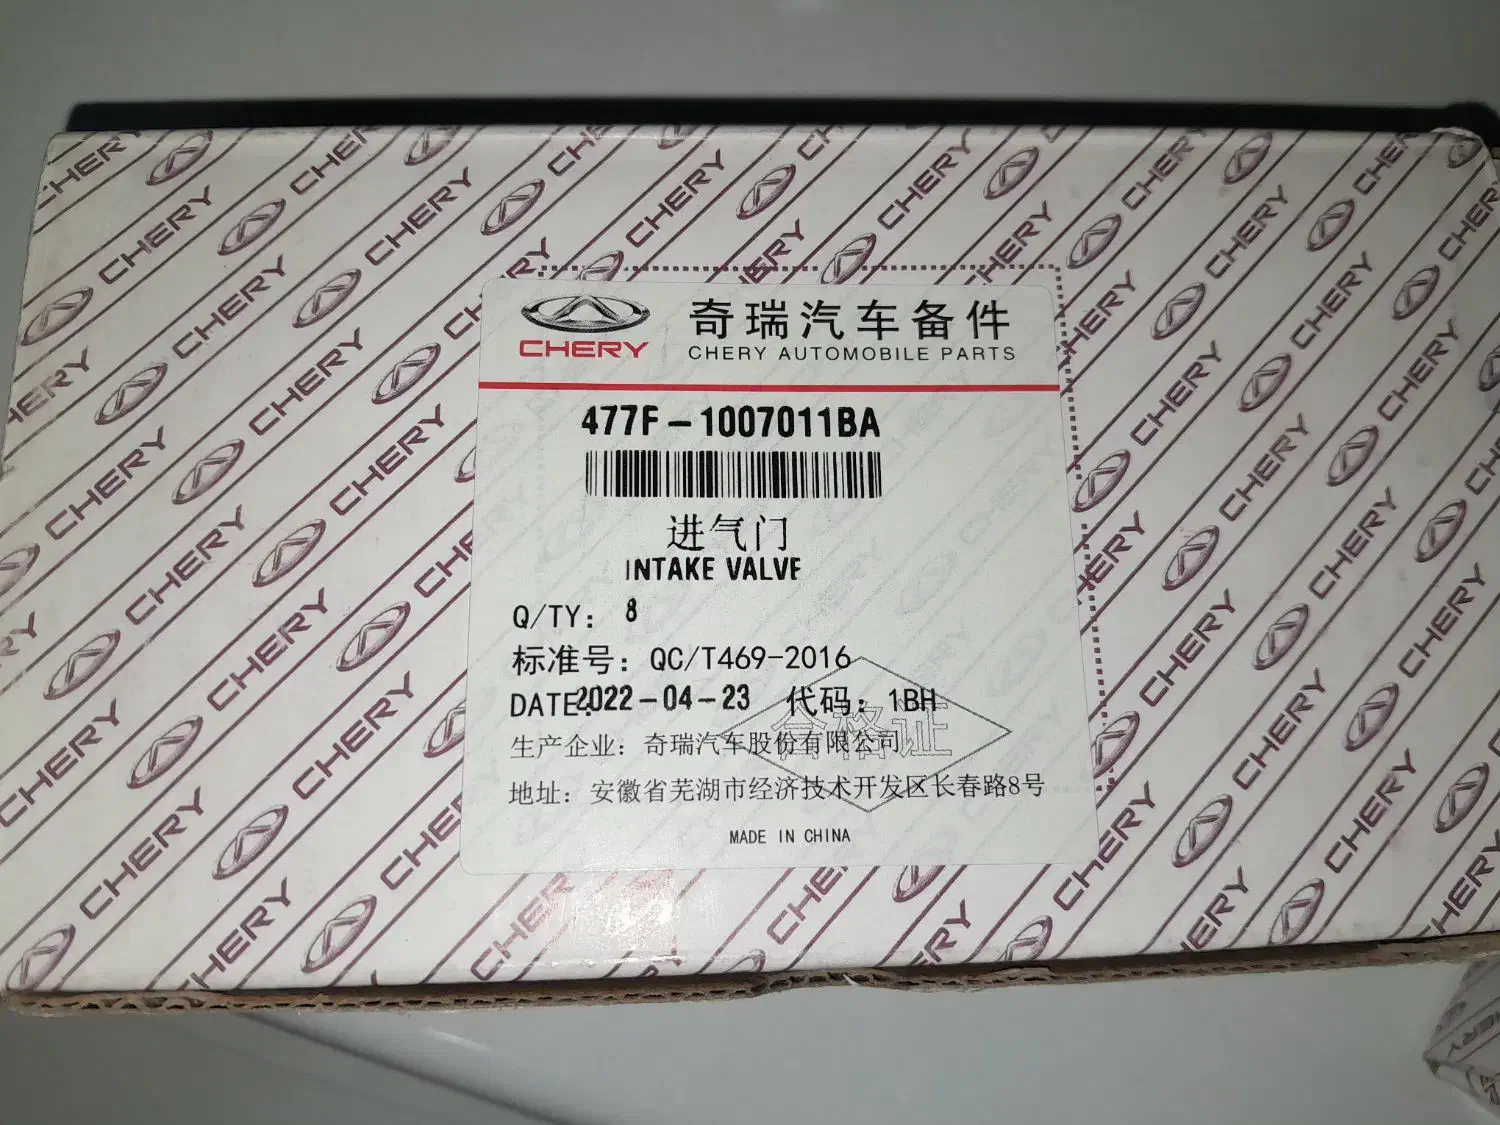 CHERY
奇瑞汽车备件
CHERY AUTOMOBILE PARTS
477F-1007011BA
进气门
INTAKE VALVE
Q/TY: 8
标准号: QC/T469-2016
DATE: 2022-04-23 代码: 1BH
合格证
生产企业: 奇瑞汽车股份有限公司
地址: 安徽省芜湖市经济技术开发区长春路8号
MADE IN CHINA